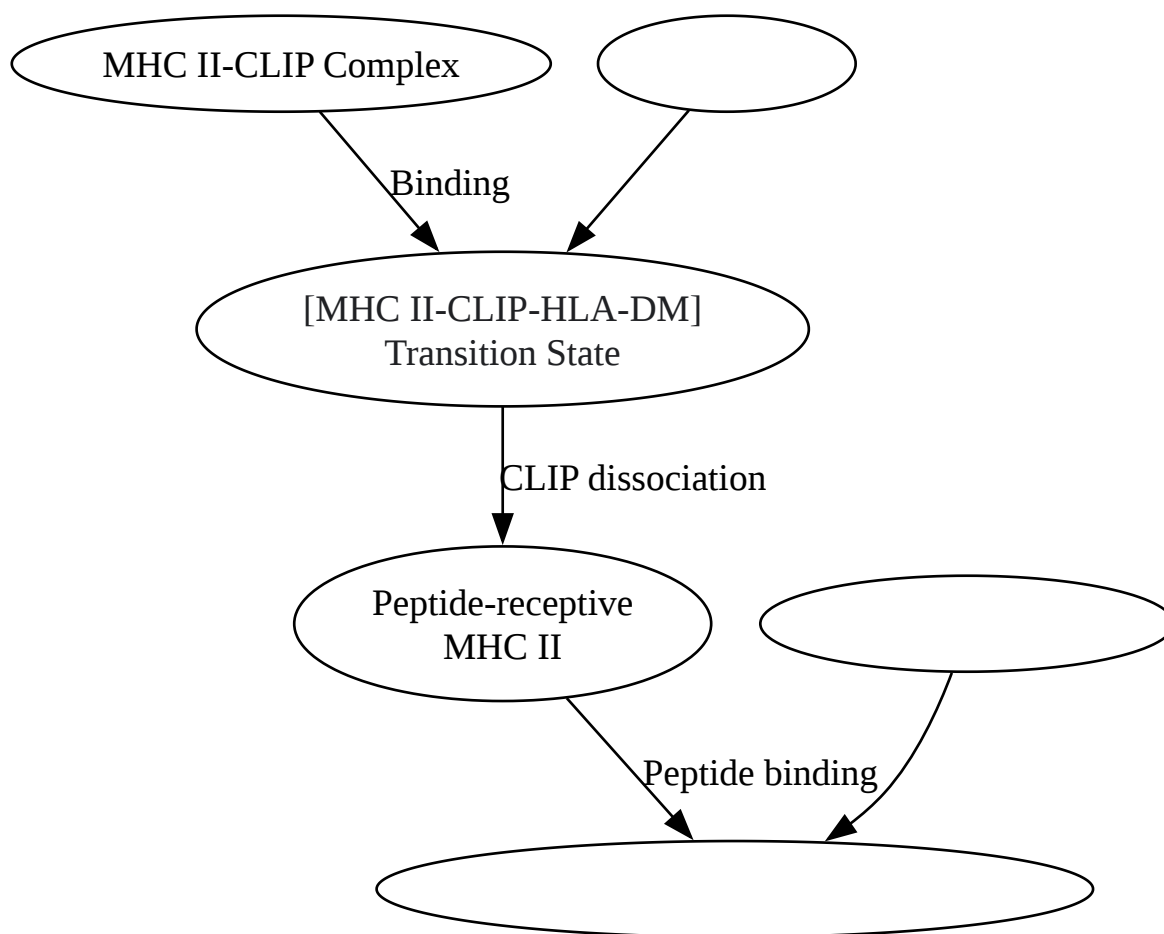 MHC II-CLIP Complex
Binding
[MHC II-CLIP-HLA-DM]
Transition State
CLIP dissociation
Peptide-receptive
MHC II
Peptide binding